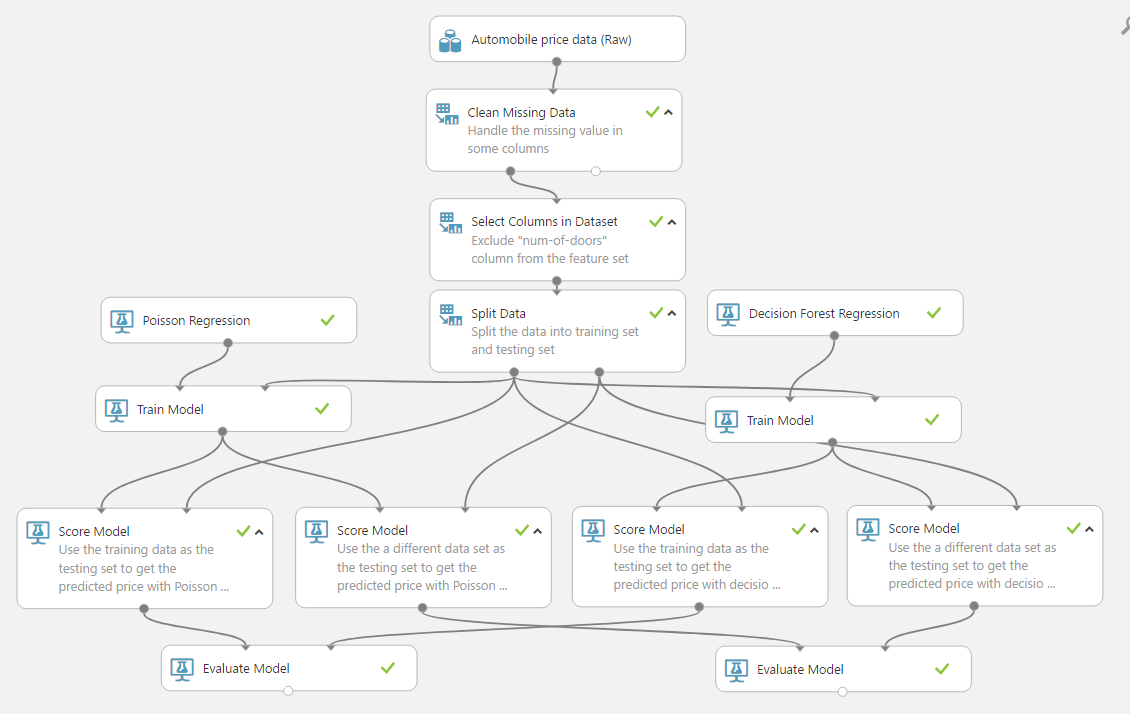 Automobile price data (Raw)
Clean Missing Data
Handle the missing value in
some columns
Select Columns in Dataset
Exclude "num-of-doors"
column from the feature set
Poisson Regression
Split Data
Split the data into training set
and testing set
Decision Forest Regression
Train Model
Train Model
Score Model
Use the training data as the
testing set to get the
predicted price with Poisson ...
Score Model
Use the a different data set as
the testing set to get the
predicted price with Poisson ...
Score Model
Use the training data as the
testing set to get the
predicted price with decisio ...
Score Model
Use the a different data set as
the testing set to get the
predicted price with decisio ...
Evaluate Model
Evaluate Model